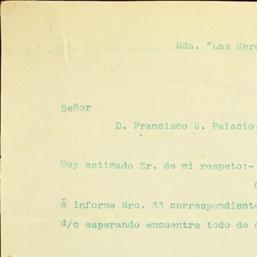 Hda. "Las Merc
Señor
D. Francisco G. Palacio.
Muy estimado Sr. de mi respeto:-
é Informe Nro. 33 correspondiente
d/c esperando encuentre todo de c